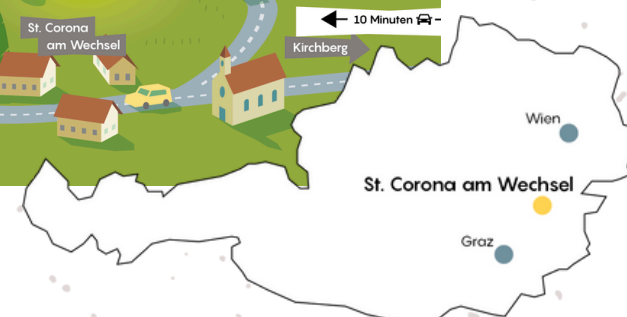 St. Corona
am Wechsel
10 Minuten
Kirchberg
Wien
St. Corona am Wechsel
Graz